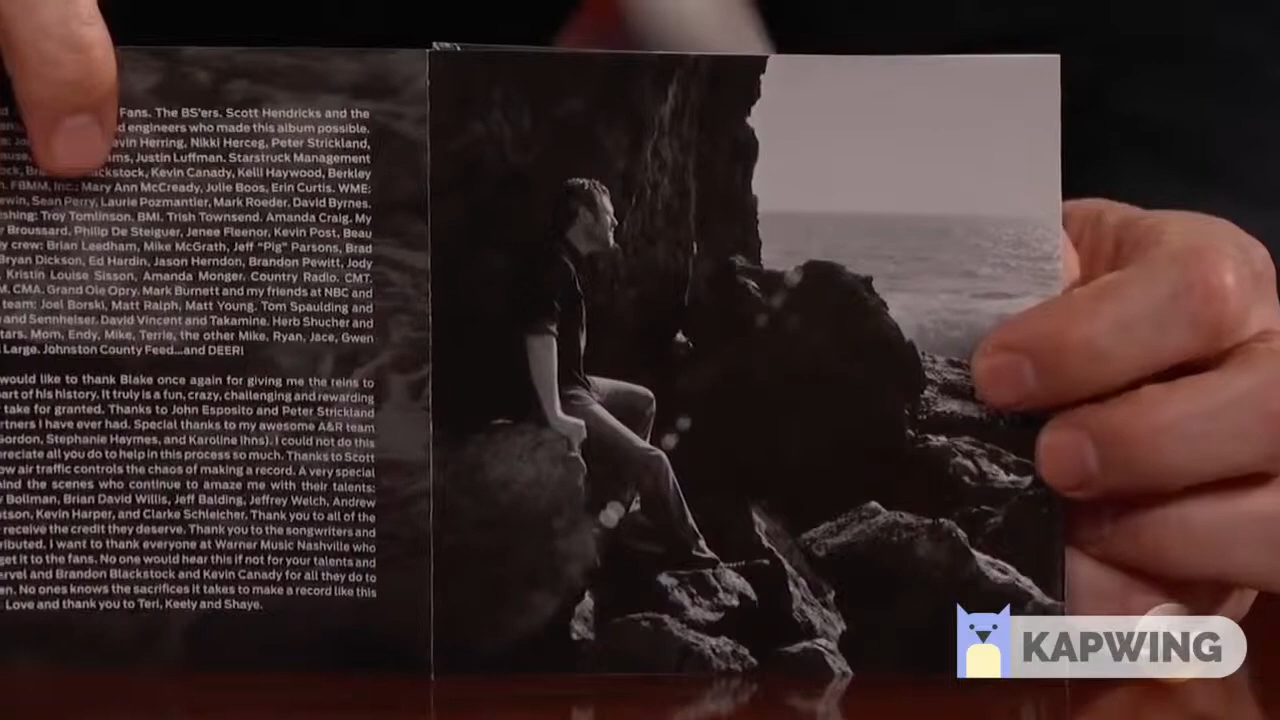 Fans. The BS'ers. Scott Hendricks and the
d engineers who made this album possible.
avin Herring, Nikki Herceg, Peter Strickland,
ms, Justin Luffman. Starstruck Management
ackstock, Kevin Canady, Kelli Haywood, Berkley
FBMM, Inc.: Mary Ann McCready, Julie Boos, Erin Curtis. WME:
ewin, Sean Perry, Laurie Pozmantier, Mark Roeder, David Byrnes.
shing: Troy Tomlinson. BMI. Trish Townsend. Amanda Craig. My
y Broussard, Philip De Steiguer, Jenee Fleenor, Kevin Post, Beau
y crew: Brian Leedham, Mike McGrath, Jeff "Pig" Parsons, Brad
Bryan Dickson, Ed Hardin, Jason Herndon, Brandon Pewitt, Jody
, Kristin Louise Sisson, Amanda Monger. Country Radio. CMT.
M. CMA. Grand Ole Opry. Mark Burnett and my friends at NBC and
team: Joel Borski, Matt Ralph, Matt Young. Tom Spaulding and
and Sennheiser. David Vincent and Takamine. Herb Shucher and
tars. Mom, Endy, Mike, Terrie, the other Mike, Ryan, Jace, Gwen
Large. Johnston County Feed...and DEER!
would like to thank Blake once again for giving me the reins to
part of his history. It truly is a fun, crazy, challenging and rewarding
take for granted. Thanks to John Esposito and Peter Strickland
rtners I have ever had. Special thanks to my awesome A&R team
Gordon, Stephanie Haymes, and Karoline Ihns). I could not do this
preciate all you do to help in this process so much. Thanks to Scott
ow air traffic controls the chaos of making a record. A very special
hind the scenes who continue to amaze me with their talents:
y Bollman, Brian David Willis, Jeff Balding, Jeffrey Welch, Andrew
tson, Kevin Harper, and Clarke Schleicher. Thank you to all of the
receive the credit they deserve. Thank you to the songwriters and
ributed. I want to thank everyone at Warner Music Nashville who
get it to the fans. No one would hear this if not for your talents and
arvel and Brandon Blackstock and Kevin Canady for all they do to
en. No ones knows the sacrifices it takes to make a record like this
Love and thank you to Teri, Keely and Shaye.
KAPWING